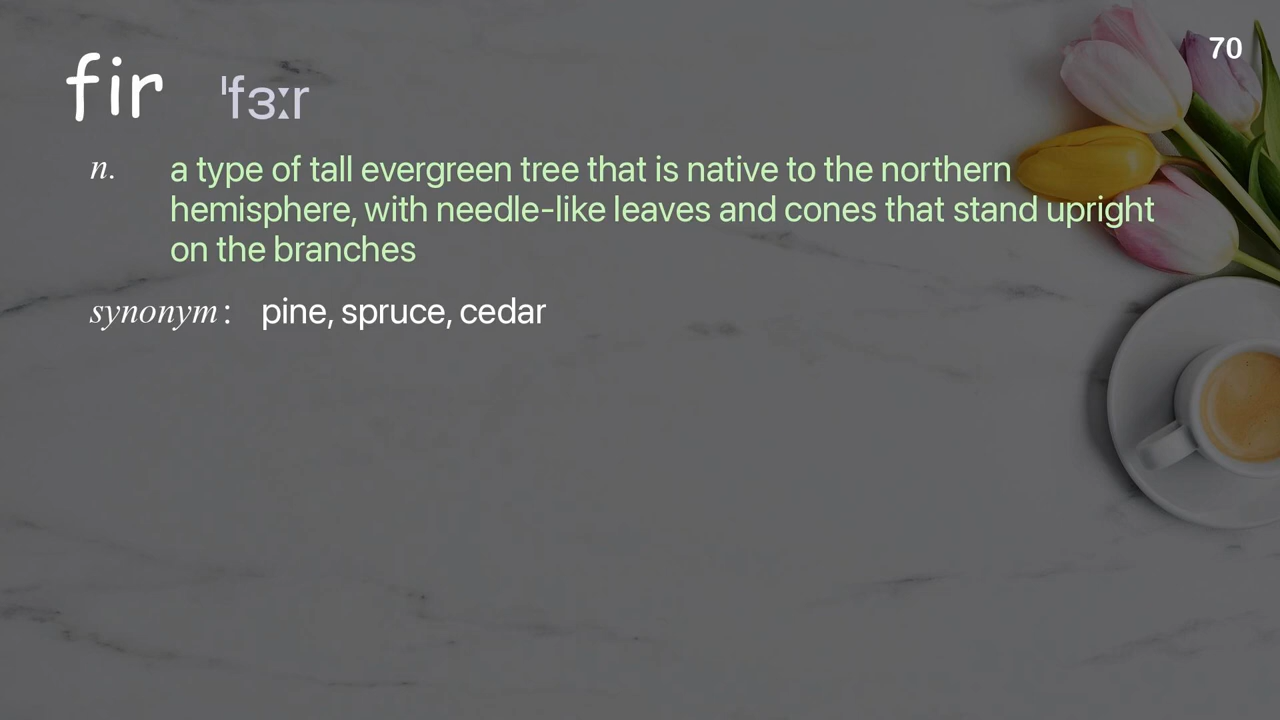 70
fir ˈfɜːr
n. a type of tall evergreen tree that is native to the northern
hemisphere, with needle-like leaves and cones that stand upright
on the branches
synonym: pine, spruce, cedar